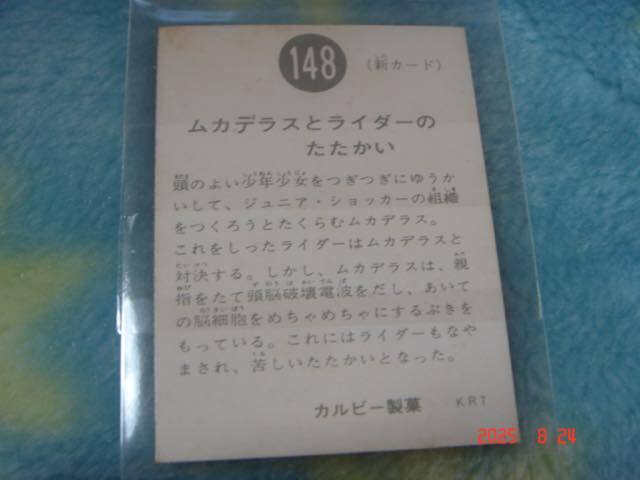 148
(新カード)
ムカデラスとライダーの
たたかい
頭のよい少年少女をつぎつぎにゆうか
いして、ジュニア・ショッカーの組織
をつくろうとたくらむムカデラス。
これをしったライダーはムカデラスと
対決する。しかし、ムカデラスは、親
指をたて頭脳破壊電波をだし、あいて
の脳細胞をめちゃめちゃにするぶきを
もっている。これにはライダーもなや
まされ、苦しいたたかいとなった。
カルビー製菓 KR7
2025 8 24